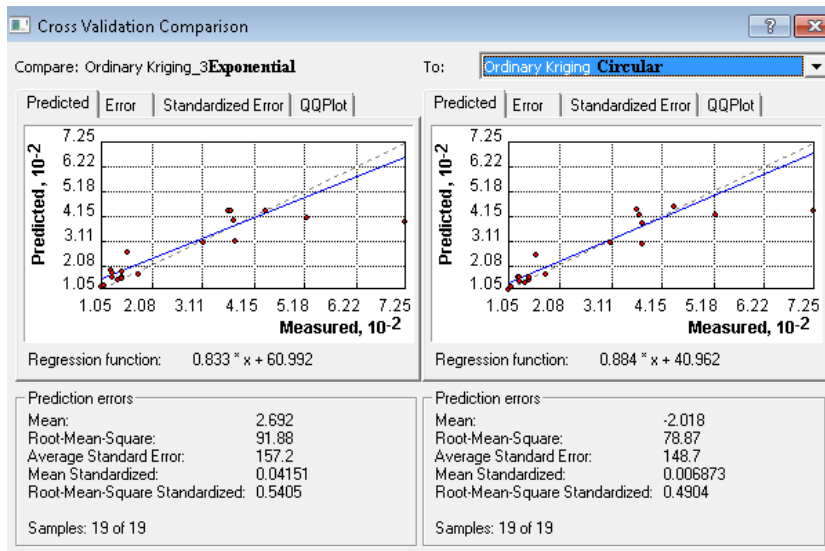 Cross Validation Comparison
Compare: Ordinary Kriging_3Exponential
To: Ordinary Kriging Circular
Predicted Error Standardized Error QQPlot
Predicted, 10-2
7.25
6.22
5.18
4.15
3.11
2.08
1.05
1.05 2.08 3.11 4.15 5.18 6.22 7.25
Measured, 10-2
Regression function: 0.833 * x + 60.992
Prediction errors
Mean: 2.692
Root-Mean-Square: 91.88
Average Standard Error: 157.2
Mean Standardized: 0.04151
Root-Mean-Square Standardized: 0.5405
Samples: 19 of 19
Predicted Error Standardized Error QQPlot
Predicted, 10-2
7.25
6.22
5.18
4.15
3.11
2.08
1.05
1.05 2.08 3.11 4.15 5.18 6.22 7.25
Measured, 10-2
Regression function: 0.884 * x + 40.962
Prediction errors
Mean: -2.018
Root-Mean-Square: 78.87
Average Standard Error: 148.7
Mean Standardized: 0.006873
Root-Mean-Square Standardized: 0.4904
Samples: 19 of 19